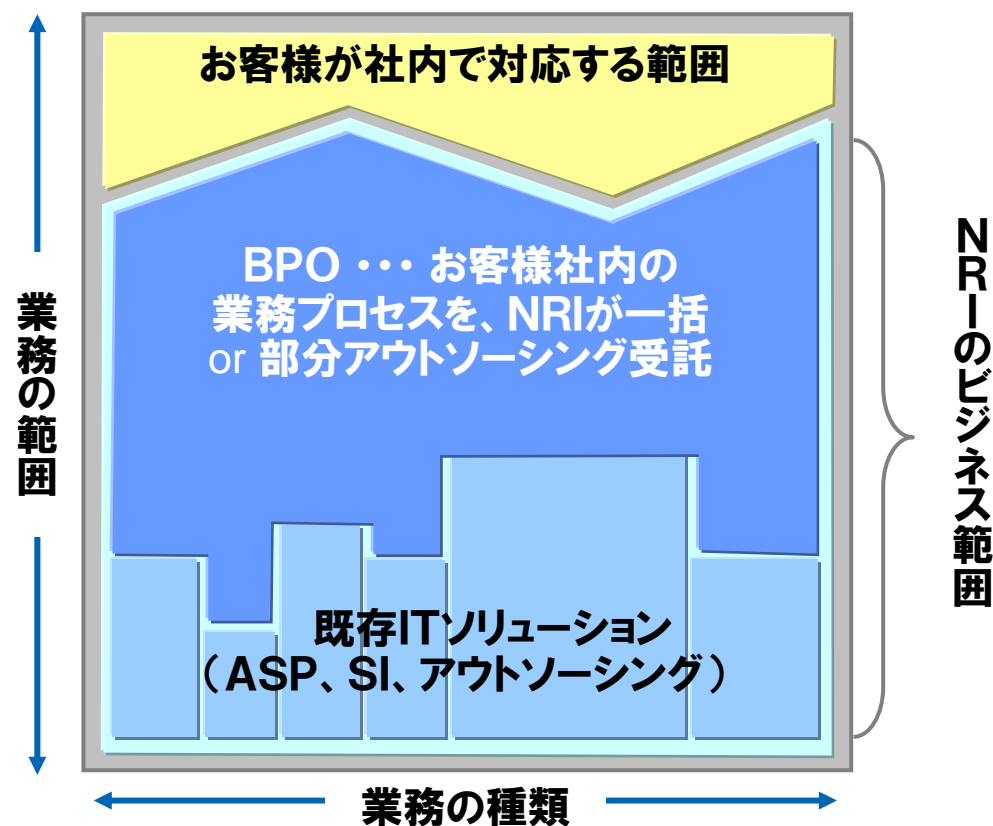 お客様が社内で対応する範囲
BPO ・・・ お客様社内の
業務プロセスを、NRIが一括
or 部分アウトソーシング受託
既存ITソリューション
（ASP、SI、アウトソーシング）
業務の範囲
業務の種類
NRIのビジネス範囲